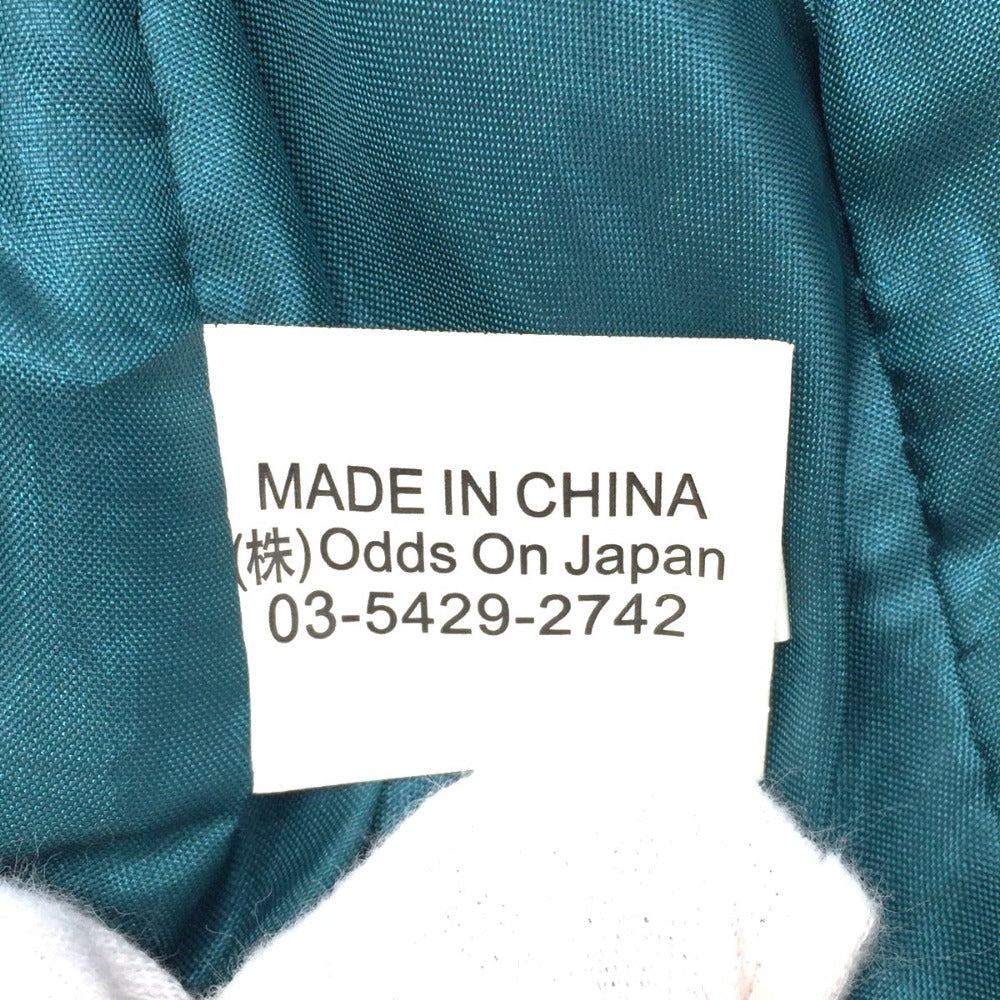 MADE IN CHINA
(株)Odds On Japan
03-5429-2742